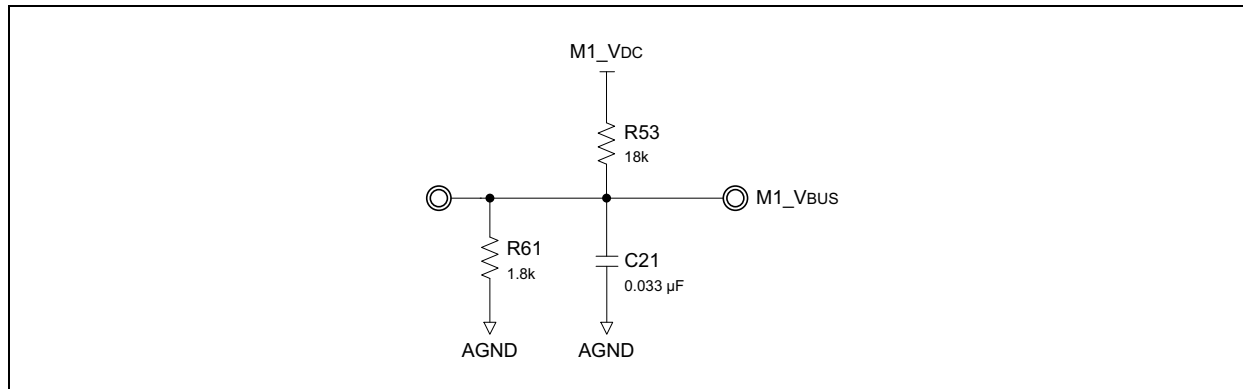 M1_VDC
R53
18k
M1_VBUS
R61
1.8k
C21
0.033 µF
AGND
AGND